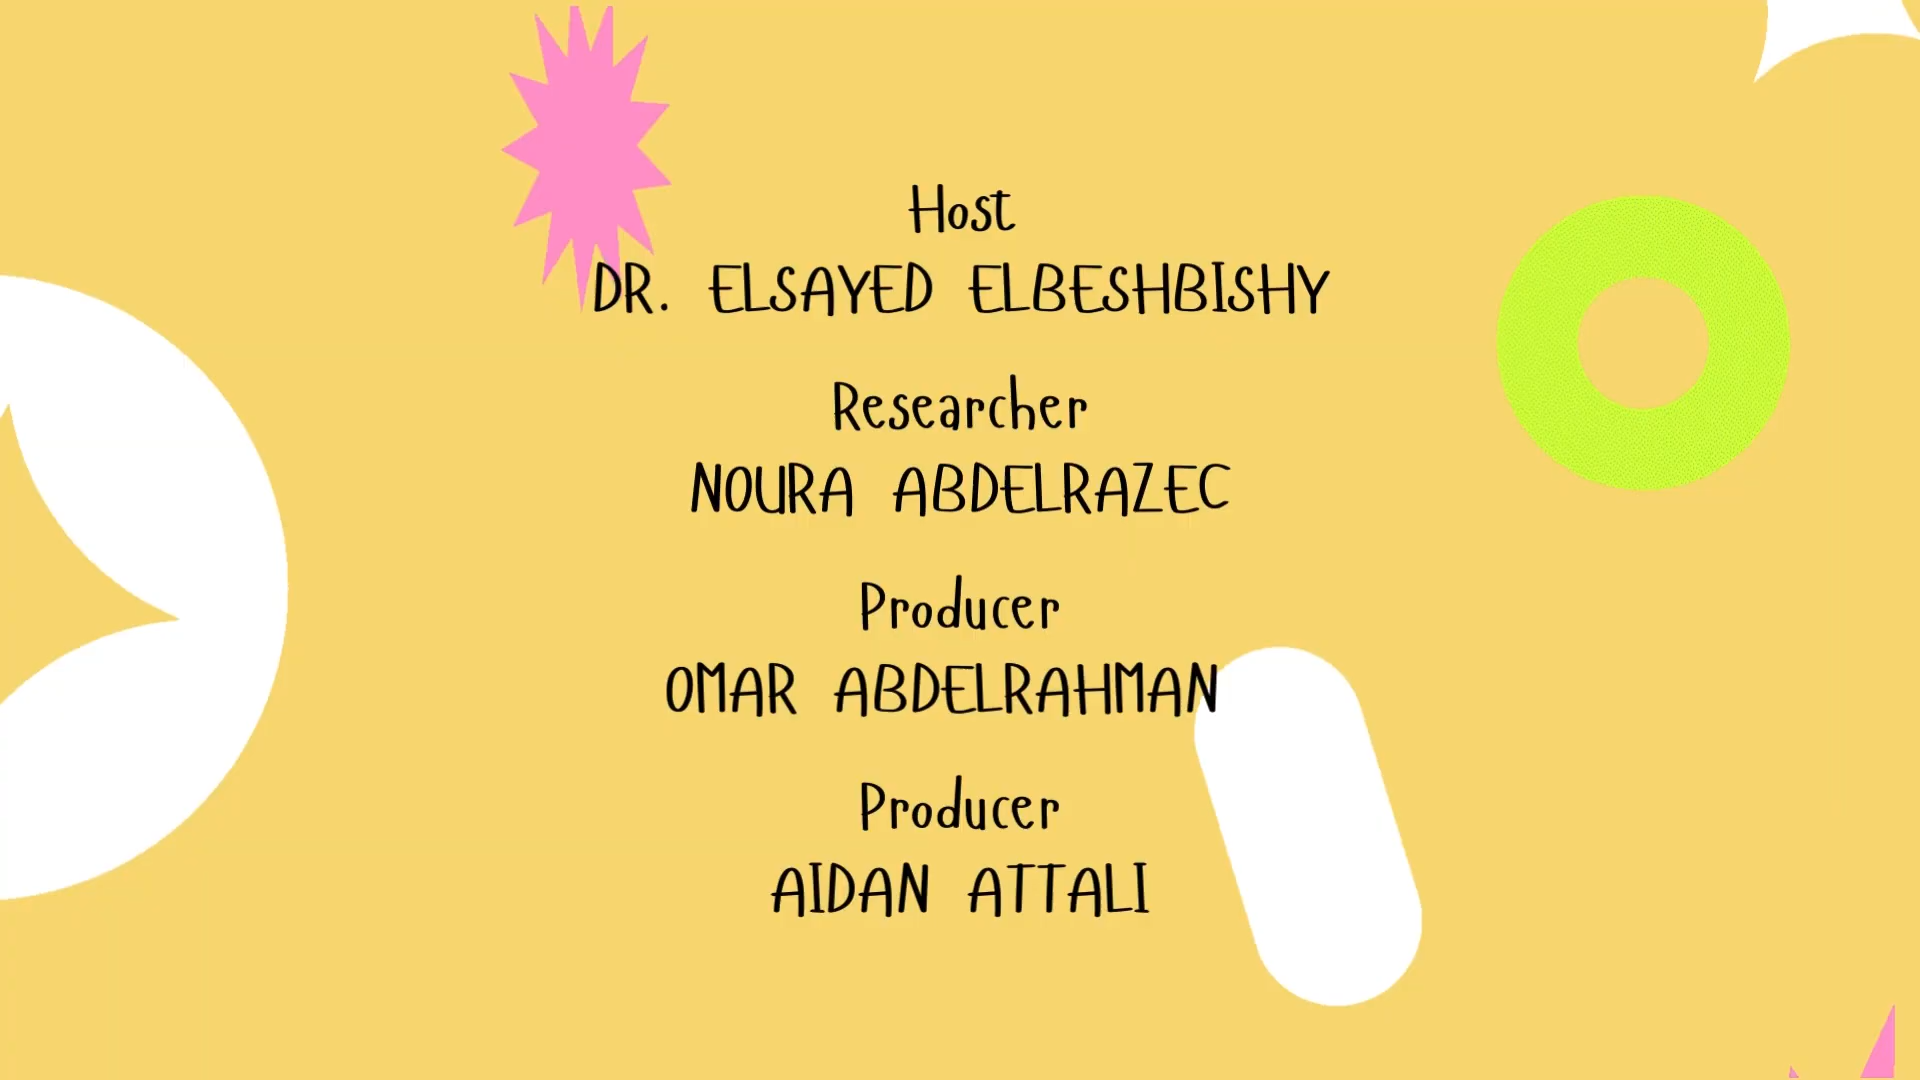 Host
DR. ELSAYED ELBESHBISHY
Researcher
NOURA ABDELRAZEC
Producer
OMAR ABDELRAHMAN
Producer
AIDAN ATTALI